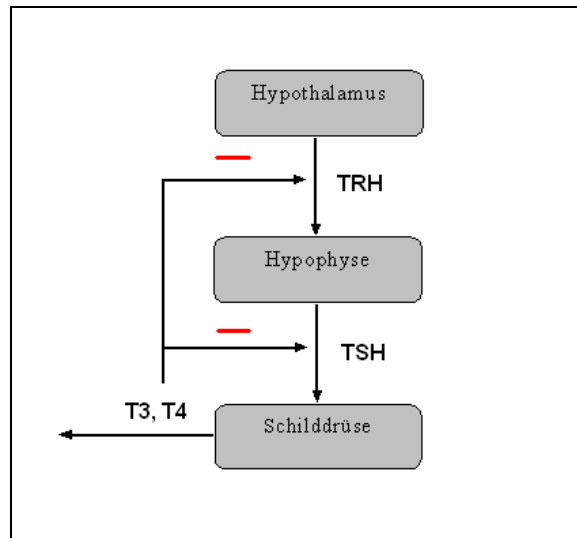 Hypothalamus
TRH
Hypophyse
TSH
T3, T4
Schilddrüse